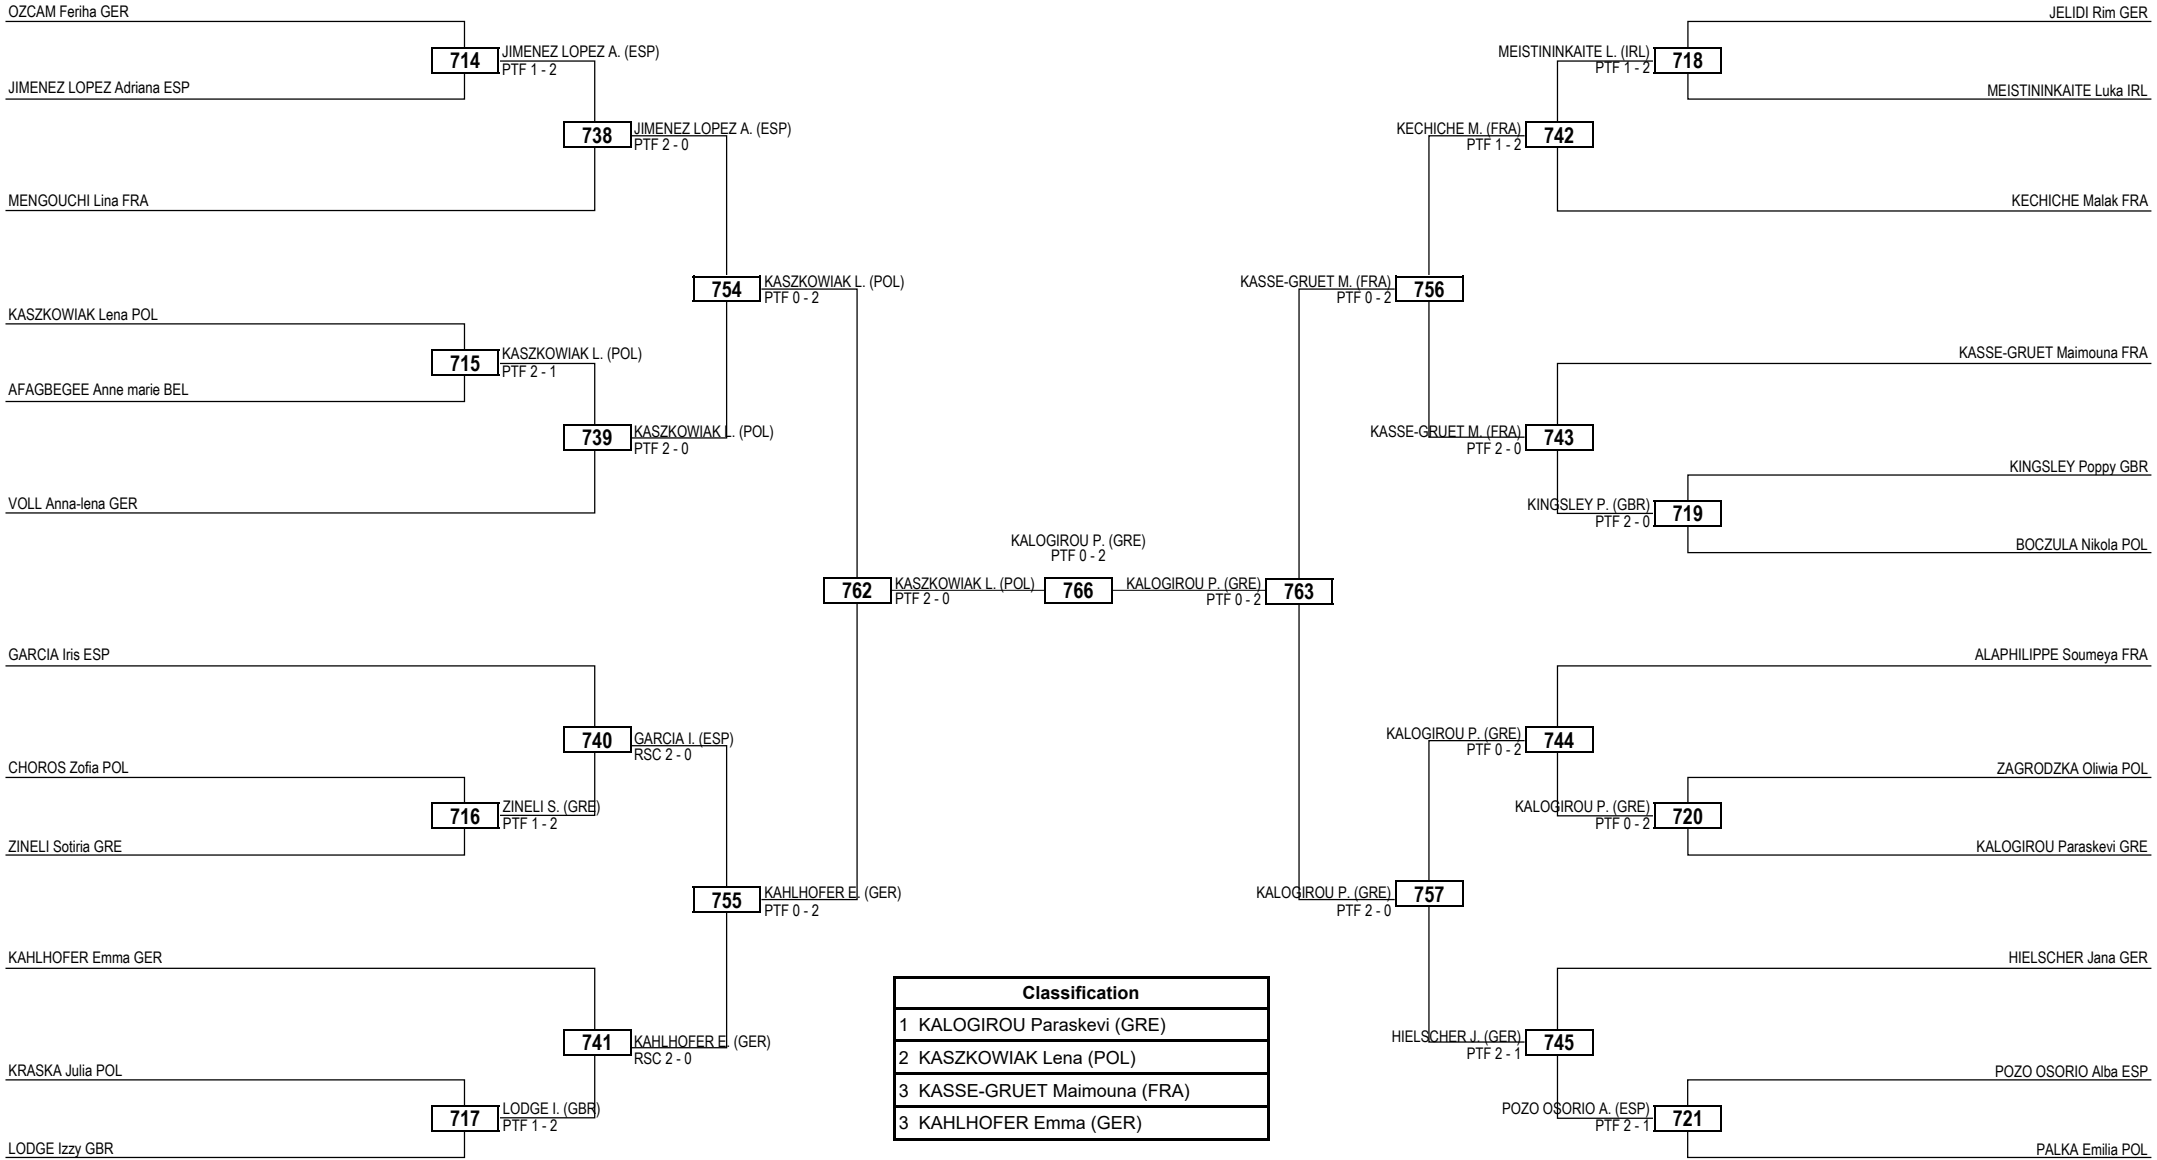 OZCAM Feriha GER
714
JIMENEZ LOPEZ A. (ESP)
PTF 1 - 2
JIMENEZ LOPEZ Adriana ESP
738
JIMENEZ LOPEZ A. (ESP)
PTF 2 - 0
MENGOUCHI Lina FRA
754
KASZKOWIAK L. (POL)
PTF 0 - 2
KASZKOWIAK Lena POL
715
KASZKOWIAK L. (POL)
PTF 2 - 1
AFAGBEGEE Anne marie BEL
739
KASZKOWIAK L. (POL)
PTF 2 - 0
VOLL Anna-lena GER
762
KASZKOWIAK L. (POL)
PTF 2 - 0
GARCIA Iris ESP
740
GARCIA I. (ESP)
RSC 2 - 0
CHOROS Zofia POL
716
ZINELI S. (GRE)
PTF 1 - 2
ZINELI Sotiria GRE
755
KAHLHOFER E. (GER)
PTF 0 - 2
KAHLHOFER Emma GER
741
KAHLHOFER E. (GER)
RSC 2 - 0
KRASKA Julia POL
717
LODGE I. (GBR)
PTF 1 - 2
LODGE Izzy GBR
KALOGIROU P. (GRE)
PTF 0 - 2
766
JELIDI Rim GER
MEISTININKAITE L. (IRL)
PTF 1 - 2
718
MEISTININKAITE Luka IRL
KECHICHE M. (FRA)
PTF 1 - 2
742
KECHICHE Malak FRA
KASSE-GRUET M. (FRA)
PTF 0 - 2
756
KASSE-GRUET Maimouna FRA
KASSE-GRUET M. (FRA)
PTF 2 - 0
743
KINGSLEY Poppy GBR
KINGSLEY P. (GBR)
PTF 2 - 0
719
BOCZULA Nikola POL
KALOGIROU P. (GRE)
PTF 0 - 2
763
ALAPHILIPPE Soumeya FRA
KALOGIROU P. (GRE)
PTF 0 - 2
744
ZAGRODZKA Oliwia POL
KALOGIROU P. (GRE)
PTF 0 - 2
720
KALOGIROU Paraskevi GRE
KALOGIROU P. (GRE)
PTF 2 - 0
757
HIELSCHER Jana GER
HIELSCHER J. (GER)
PTF 2 - 1
745
POZO OSORIO Alba ESP
POZO OSORIO A. (ESP)
PTF 2 - 1
721
PALKA Emilia POL
Classification
1 KALOGIROU Paraskevi (GRE)
2 KASZKOWIAK Lena (POL)
3 KASSE-GRUET Maimouna (FRA)
3 KAHLHOFER Emma (GER)